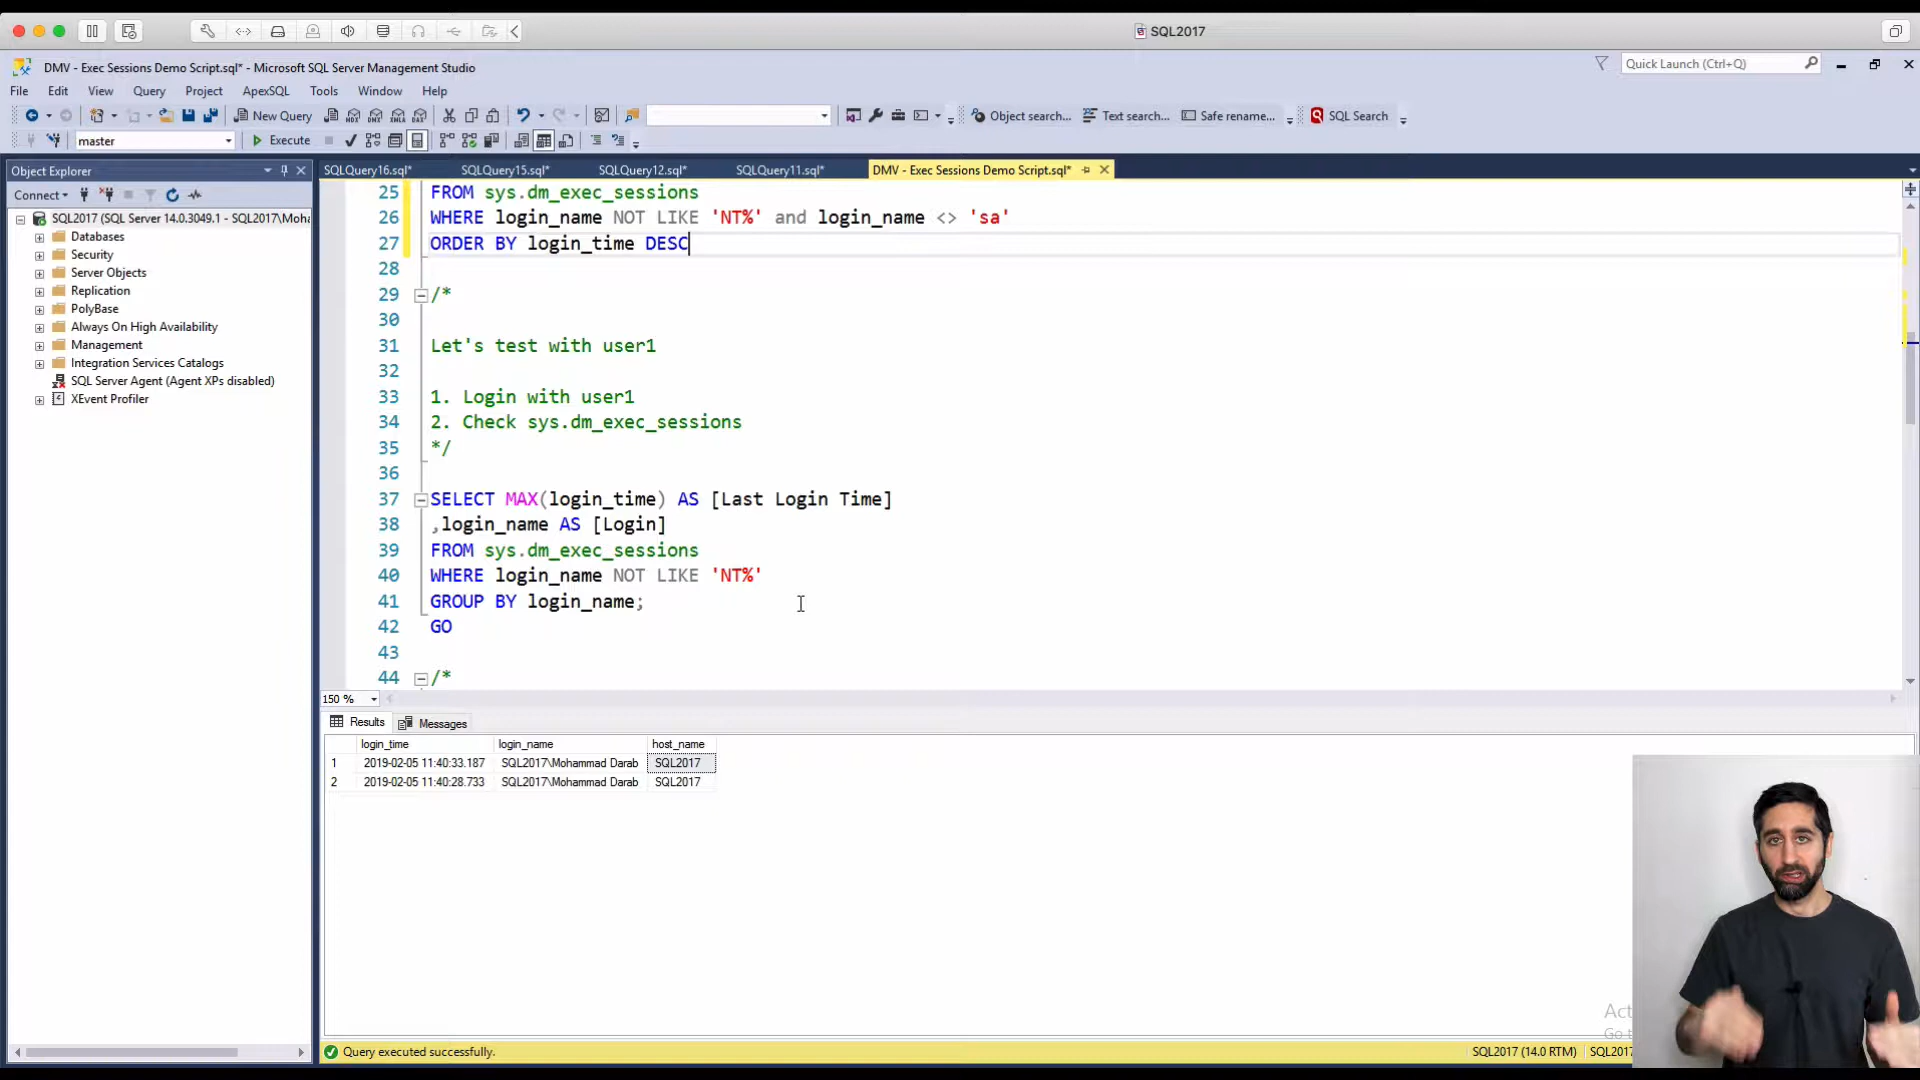 SQL2017
DMV - Exec Sessions Demo Script.sql* - Microsoft SQL Server Management Studio
Quick Launch (Ctrl+Q)
File Edit View Query Project ApexSQL Tools Window Help
New Query
Object search... Text search... Safe rename... SQL Search
master Execute
Object Explorer
SQLQuery16.sql* SQLQuery15.sql* SQLQuery12.sql* SQLQuery11.sql* DMV - Exec Sessions Demo Script.sql*
Connect
SQL2017 (SQL Server 14.0.3049.1 - SQL2017\Moha
Databases
Security
Server Objects
Replication
PolyBase
Always On High Availability
Management
Integration Services Catalogs
SQL Server Agent (Agent XPs disabled)
XEvent Profiler
25 FROM sys.dm_exec_sessions
26 WHERE login_name NOT LIKE 'NT%' and login_name <> 'sa'
27 ORDER BY login_time DESC
28
29 /*
30
31 Let's test with user1
32
33 1. Login with user1
34 2. Check sys.dm_exec_sessions
35 */
36
37 SELECT MAX(login_time) AS [Last Login Time]
38 ,login_name AS [Login]
39 FROM sys.dm_exec_sessions
40 WHERE login_name NOT LIKE 'NT%'
41 GROUP BY login_name;
42 GO
43
44 /*
150 %
Results Messages
login_time login_name host_name
1 2019-02-05 11:40:33.187 SQL2017\Mohammad Darab SQL2017
2 2019-02-05 11:40:28.733 SQL2017\Mohammad Darab SQL2017
Act
Go t
Query executed successfully.
SQL2017 (14.0 RTM) SQL2017